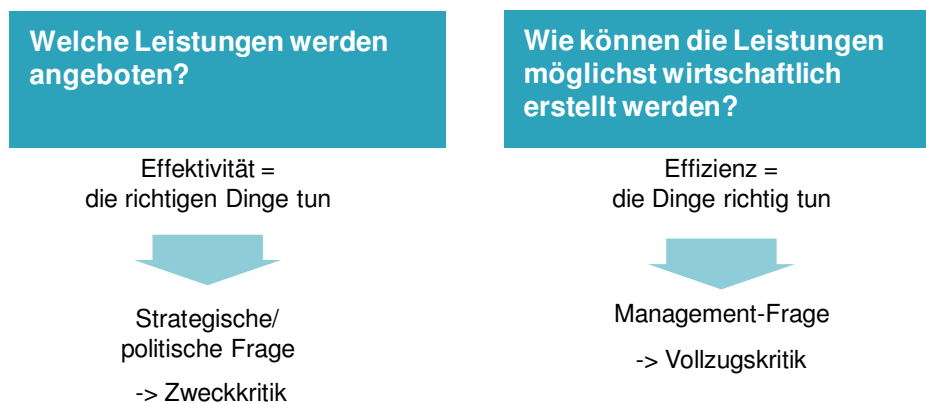 Welche Leistungen werden
angeboten?
Effektivität =
die richtigen Dinge tun
Strategische/
politische Frage
-> Zweckkritik
Wie können die Leistungen
möglichst wirtschaftlich
erstellt werden?
Effizienz =
die Dinge richtig tun
Management-Frage
-> Vollzugskritik